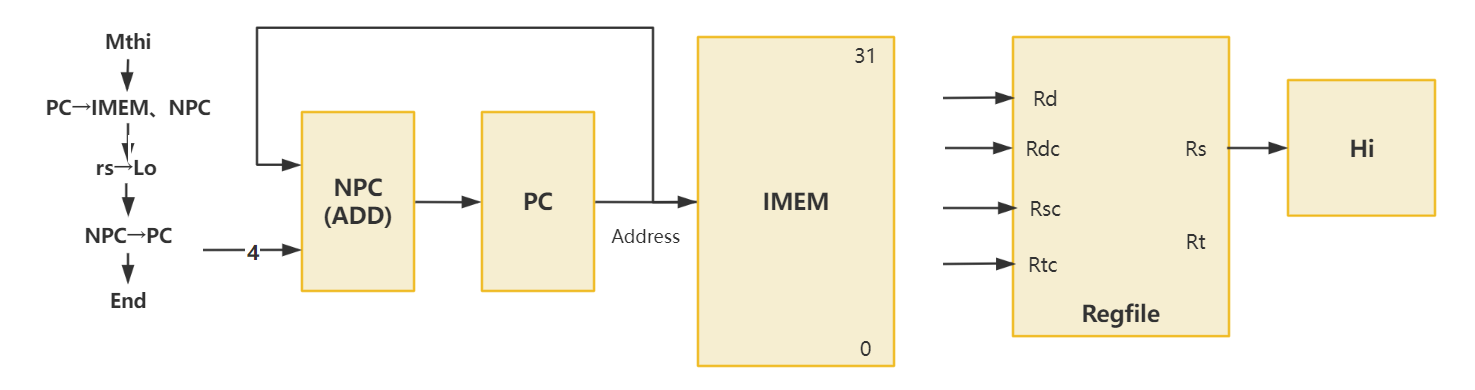 Mthi
PC→IMEM、NPC
rs→Lo
NPC→PC
End
4
NPC
(ADD)
PC
Address
31
IMEM
0
Rd
Rdc
Rsc
Rtc
Rs
Rt
Regfile
Hi